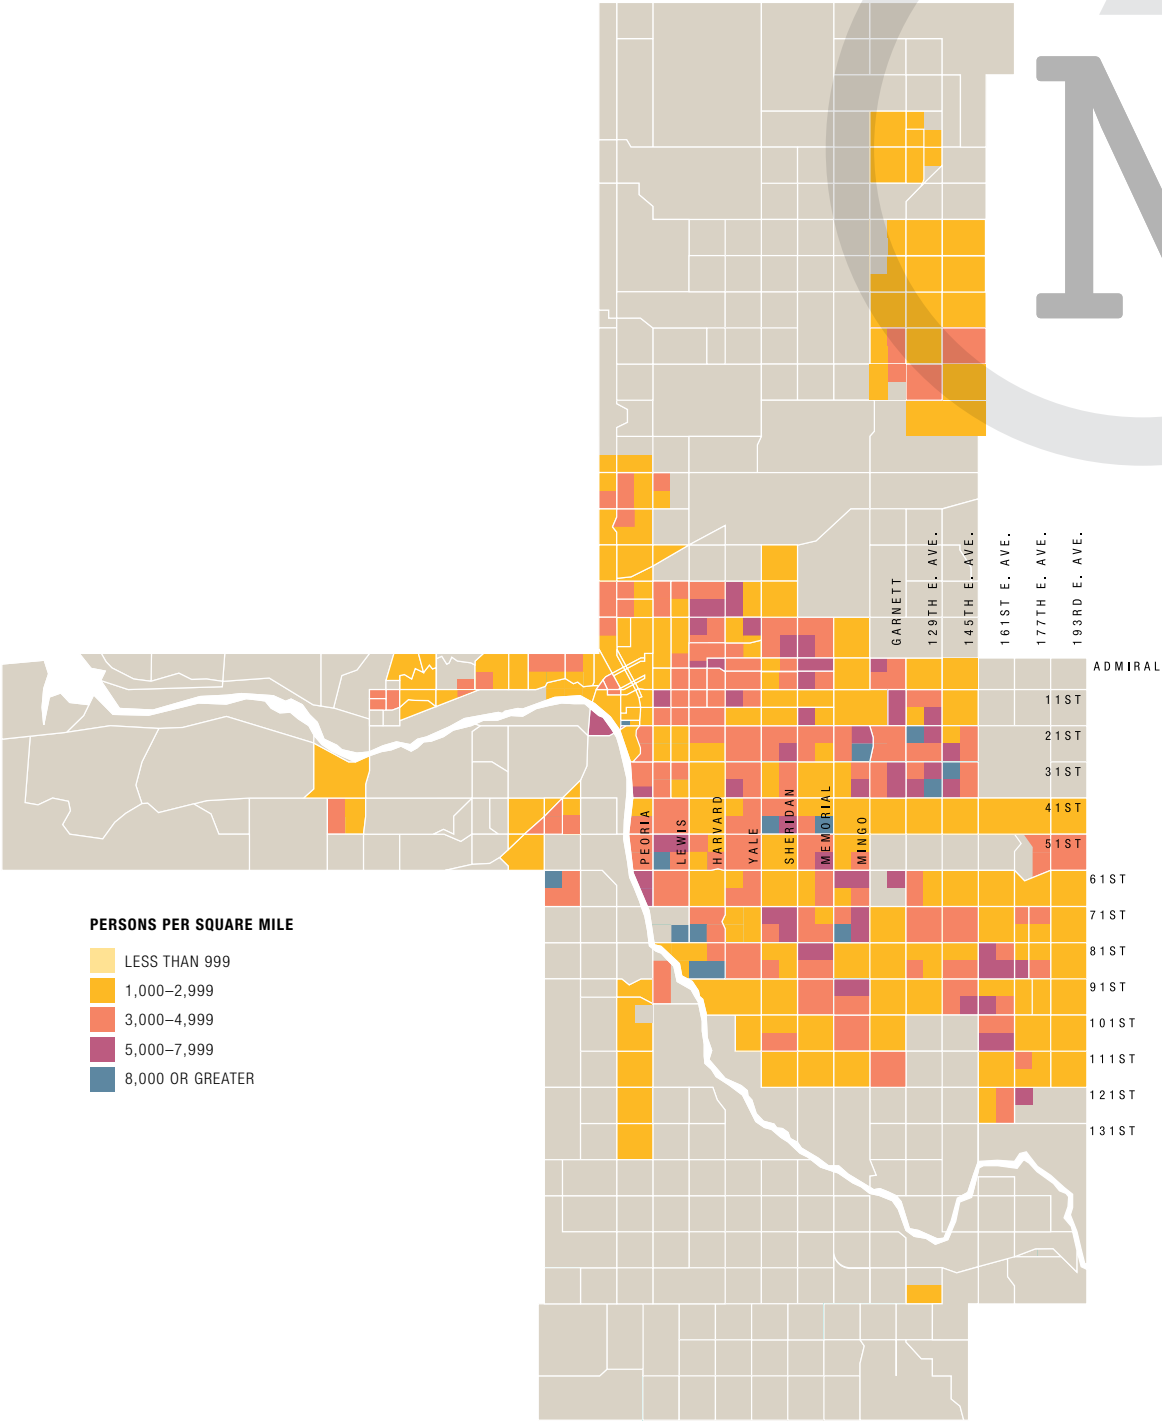 N
GARNETT
129TH E. AVE.
145TH E. AVE.
161ST E. AVE.
177TH E. AVE.
193RD E. AVE.
ADMIRAL
11ST
21ST
31ST
41ST
51ST
61ST
71ST
81ST
91ST
101ST
111ST
121ST
131ST
PEORIA
LEWIS
HARVARD
YALE
SHERIDAN
MEMORIAL
MINGO
PERSONS PER SQUARE MILE
LESS THAN 999
1,000–2,999
3,000–4,999
5,000–7,999
8,000 OR GREATER